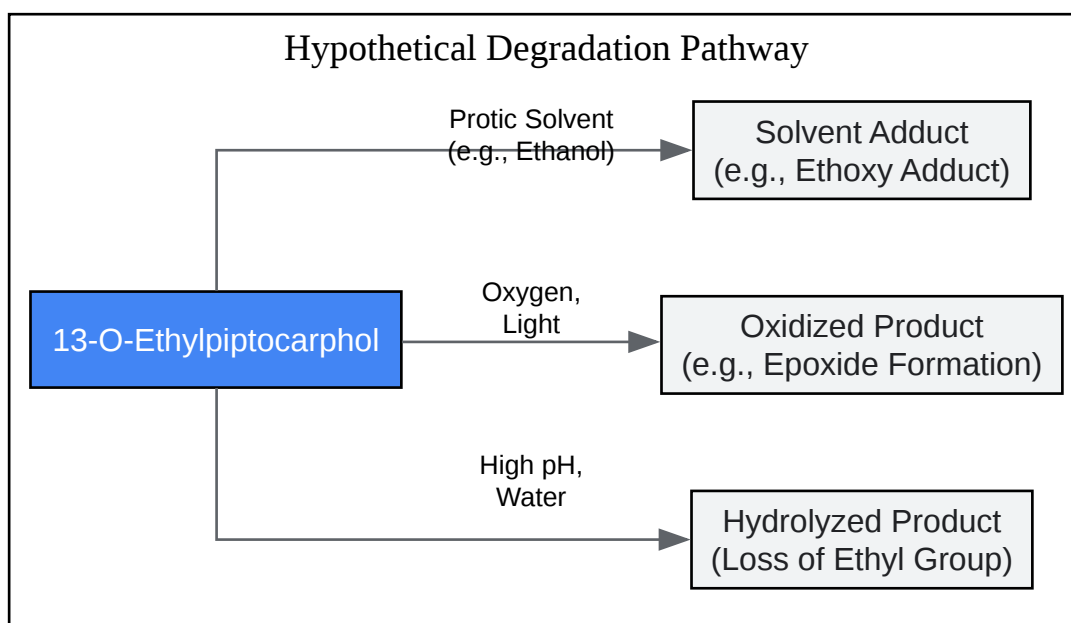 Hypothetical Degradation Pathway
Protic Solvent
(e.g., Ethanol)
Solvent Adduct
(e.g., Ethoxy Adduct)
13-O-Ethylpiptocarphol
Oxygen,
Light
Oxidized Product
(e.g., Epoxide Formation)
High pH,
Water
Hydrolyzed Product
(Loss of Ethyl Group)